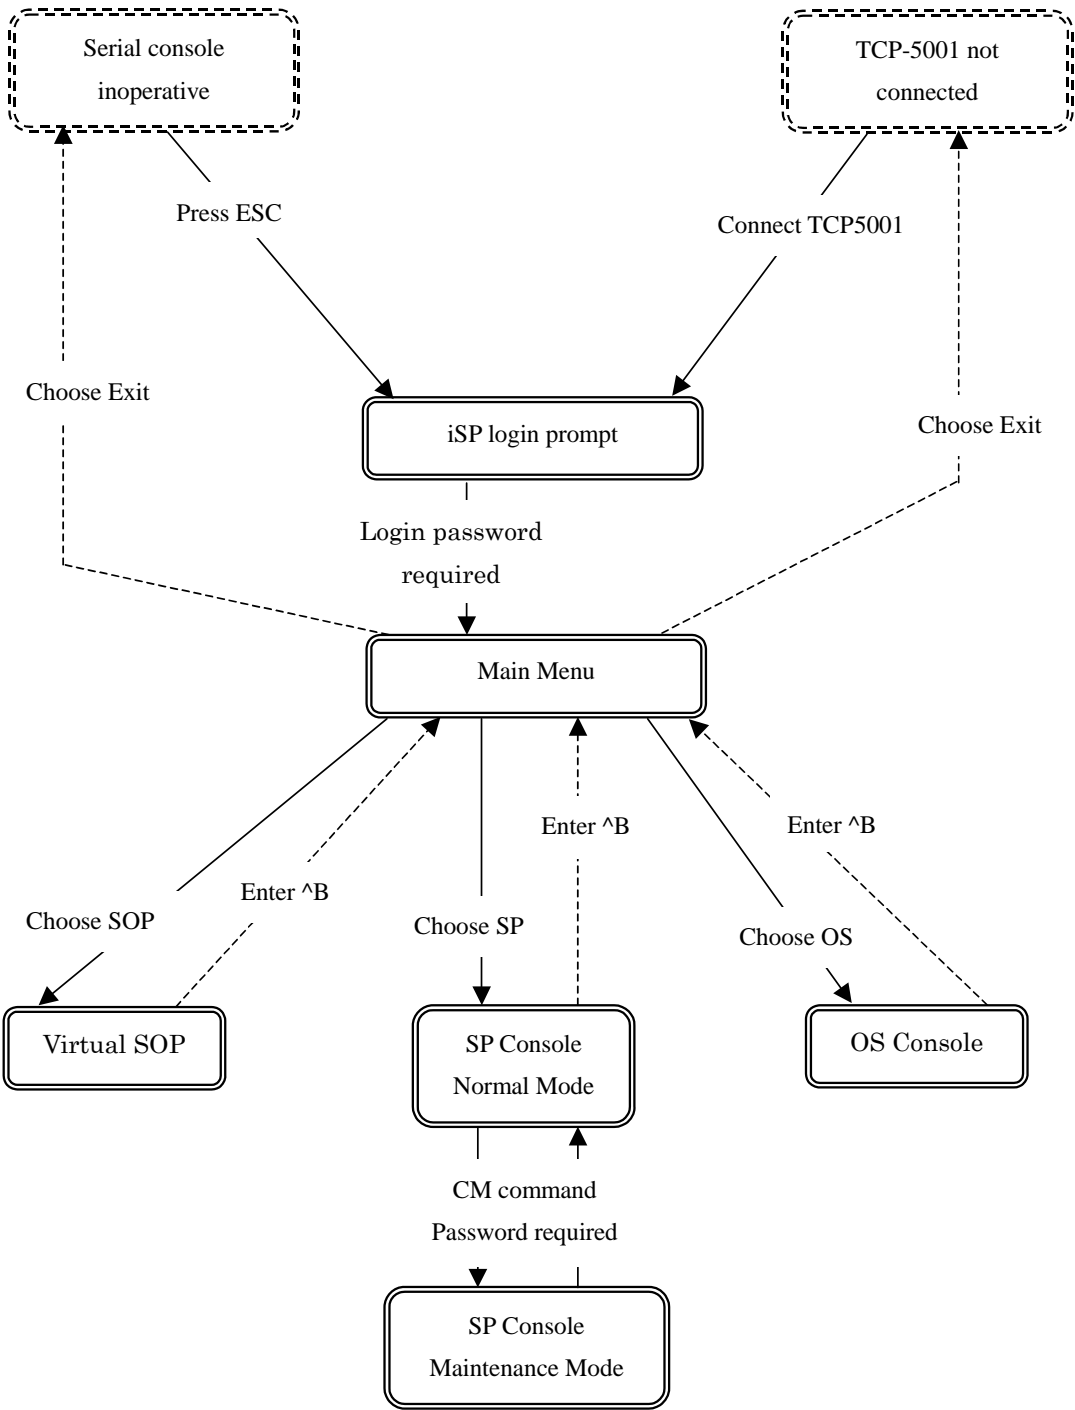 Serial console
inoperative
TCP-5001 not
connected
Press ESC
Connect TCP5001
Choose Exit
Choose Exit
iSP login prompt
Login password
required
Main Menu
Enter ^B
Enter ^B
Enter ^B
Choose SOP
Choose SP
Choose OS
Virtual SOP
SP Console
Normal Mode
OS Console
CM command
Password required
SP Console
Maintenance Mode